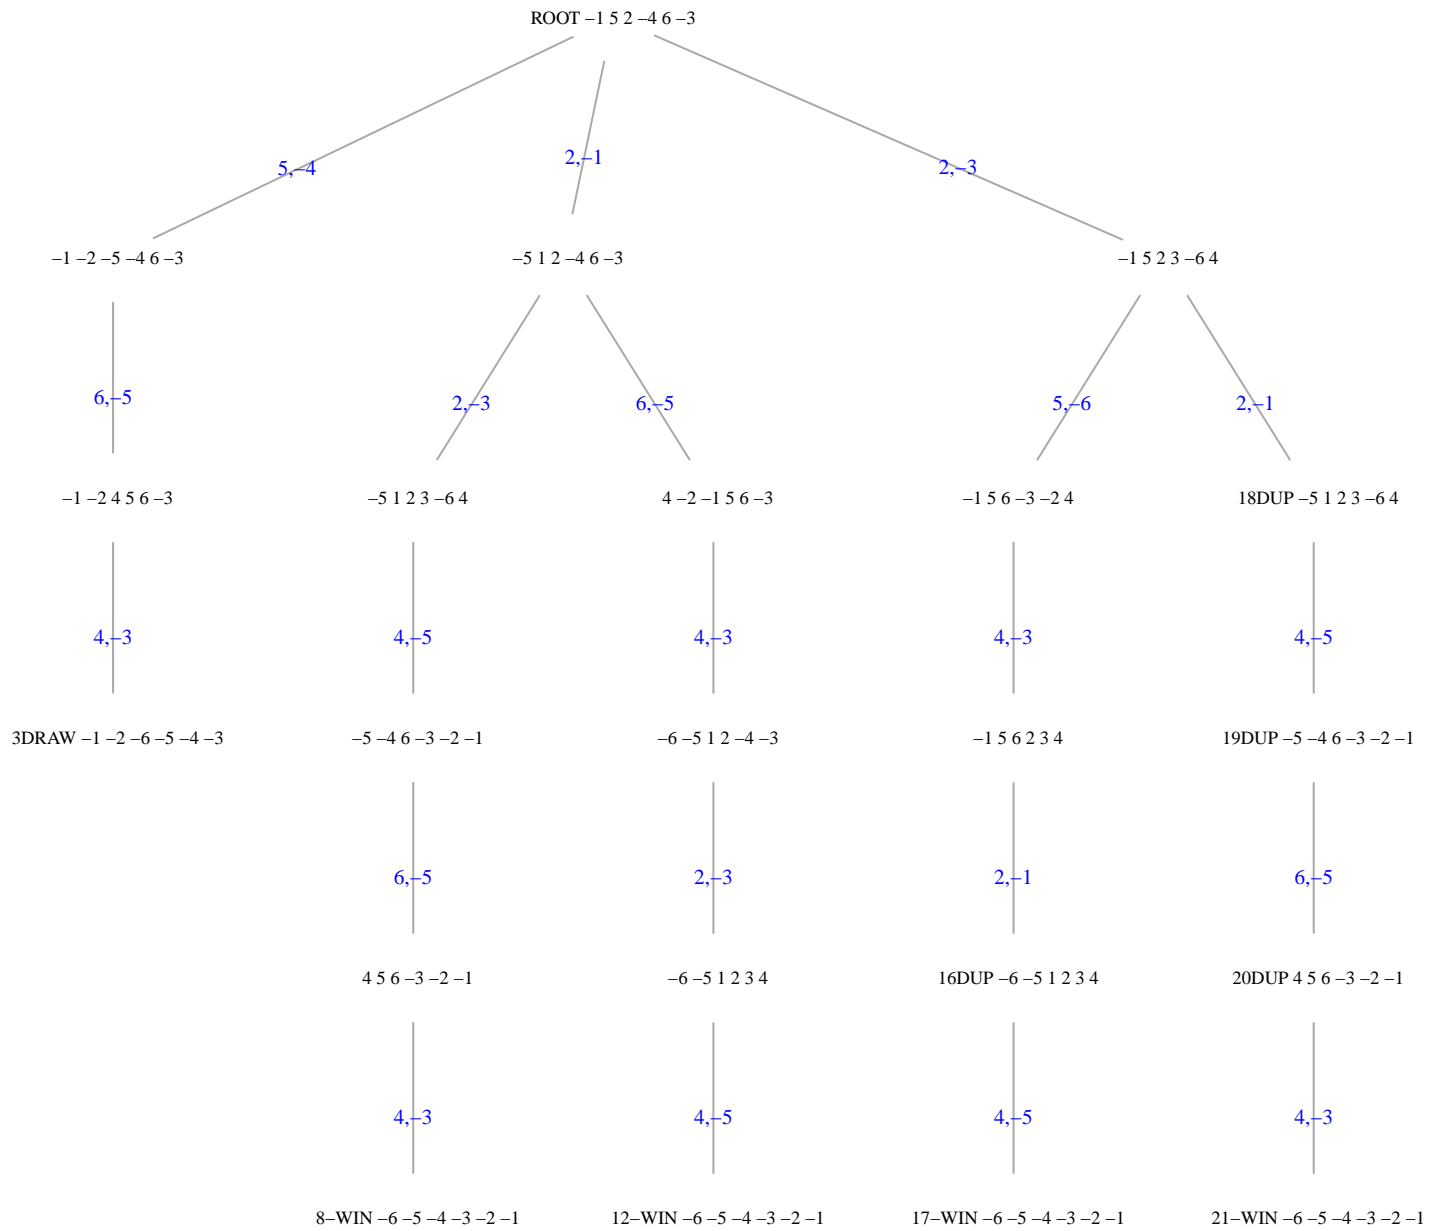 ROOT –1 5 2 –4 6 –3
5,–4
2,–1
2,–3
–1 –2 –5 –4 6 –3
–5 1 2 –4 6 –3
–1 5 2 3 –6 4
6,–5
2,–3
6,–5
5,–6
2,–1
–1 –2 4 5 6 –3
–5 1 2 3 –6 4
4 –2 –1 5 6 –3
–1 5 6 –3 –2 4
18DUP –5 1 2 3 –6 4
4,–3
4,–5
4,–3
4,–3
4,–5
3DRAW –1 –2 –6 –5 –4 –3
–5 –4 6 –3 –2 –1
–6 –5 1 2 –4 –3
–1 5 6 2 3 4
19DUP –5 –4 6 –3 –2 –1
6,–5
2,–3
2,–1
6,–5
4 5 6 –3 –2 –1
–6 –5 1 2 3 4
16DUP –6 –5 1 2 3 4
20DUP 4 5 6 –3 –2 –1
4,–3
4,–5
4,–5
4,–3
8–WIN –6 –5 –4 –3 –2 –1
12–WIN –6 –5 –4 –3 –2 –1
17–WIN –6 –5 –4 –3 –2 –1
21–WIN –6 –5 –4 –3 –2 –1